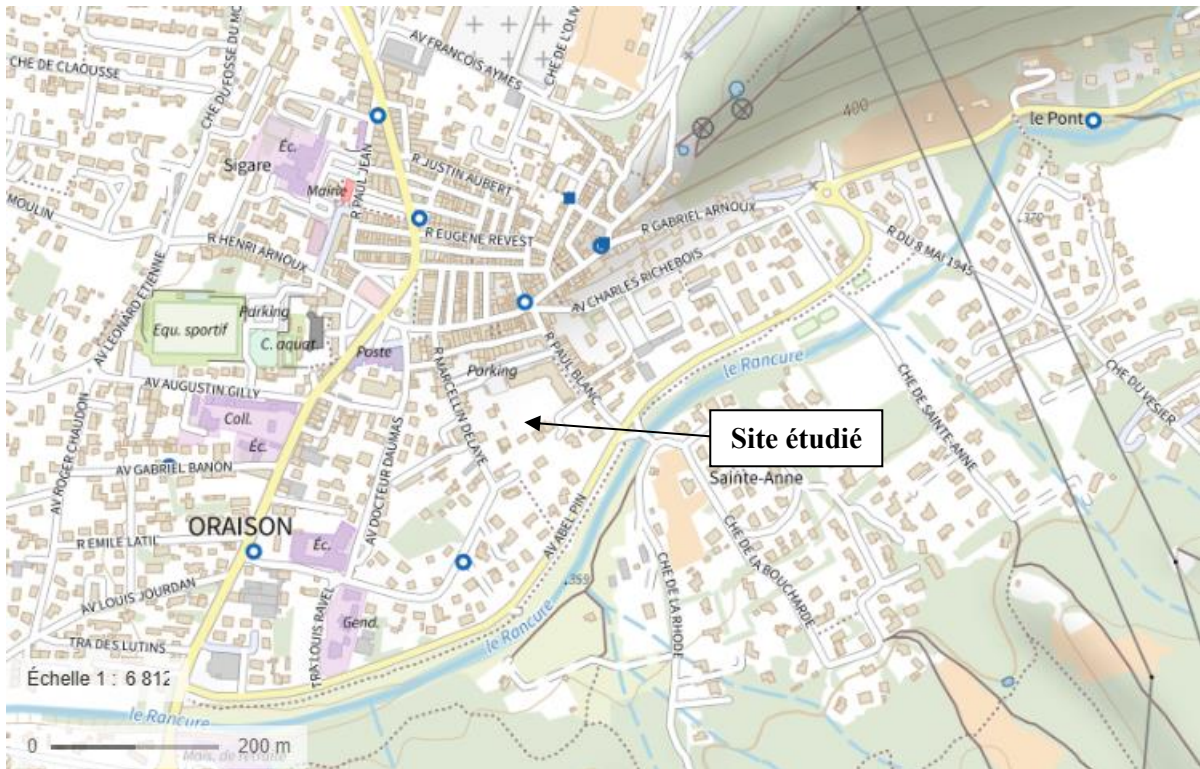 AV FRANCOIS AYMES
CHE DE L'OLIV
CHE DE CLAOUSSE
CHE DU FOSSE DU MO
400
le Pont
Éc.
Sigare
R PAUL JEAN
R JUSTIN AUBERT
Mairie
MOULIN
R EUGENE REVEST
R GABRIEL ARNOUX
370
R HENRI ARNOUX
R DU 8 MAI 1945
AV LEONARD ETIENNE
AV CHARLES RICHEBOIS
Parking
Equ. sportif
C. aquat.
Poste
R MARCELLIN DELAYE
Parking
R PAUL BLANC
le Rancure
CHE DE SAINTE-ANNE
CHE DU VESIER
AV AUGUSTIN GILLY
Coll.
Éc.
Site étudié
AV ROGER CHAUDON
AV GABRIEL BANON
AV DOCTEUR DAUMAS
Sainte-Anne
ORAISON
AV ABEL PIN
CHE DE LA BOUCHARDE
R EMILE LATIL
Éc.
359
CHE DE LA RHODE
AV LOUIS JOURDAN
TRA LOUIS RAVEL
Gend.
le Rancure
TRA DES LUTINS
Échelle 1 : 6 812
le Rancure
0 200 m
Mais. de retraite